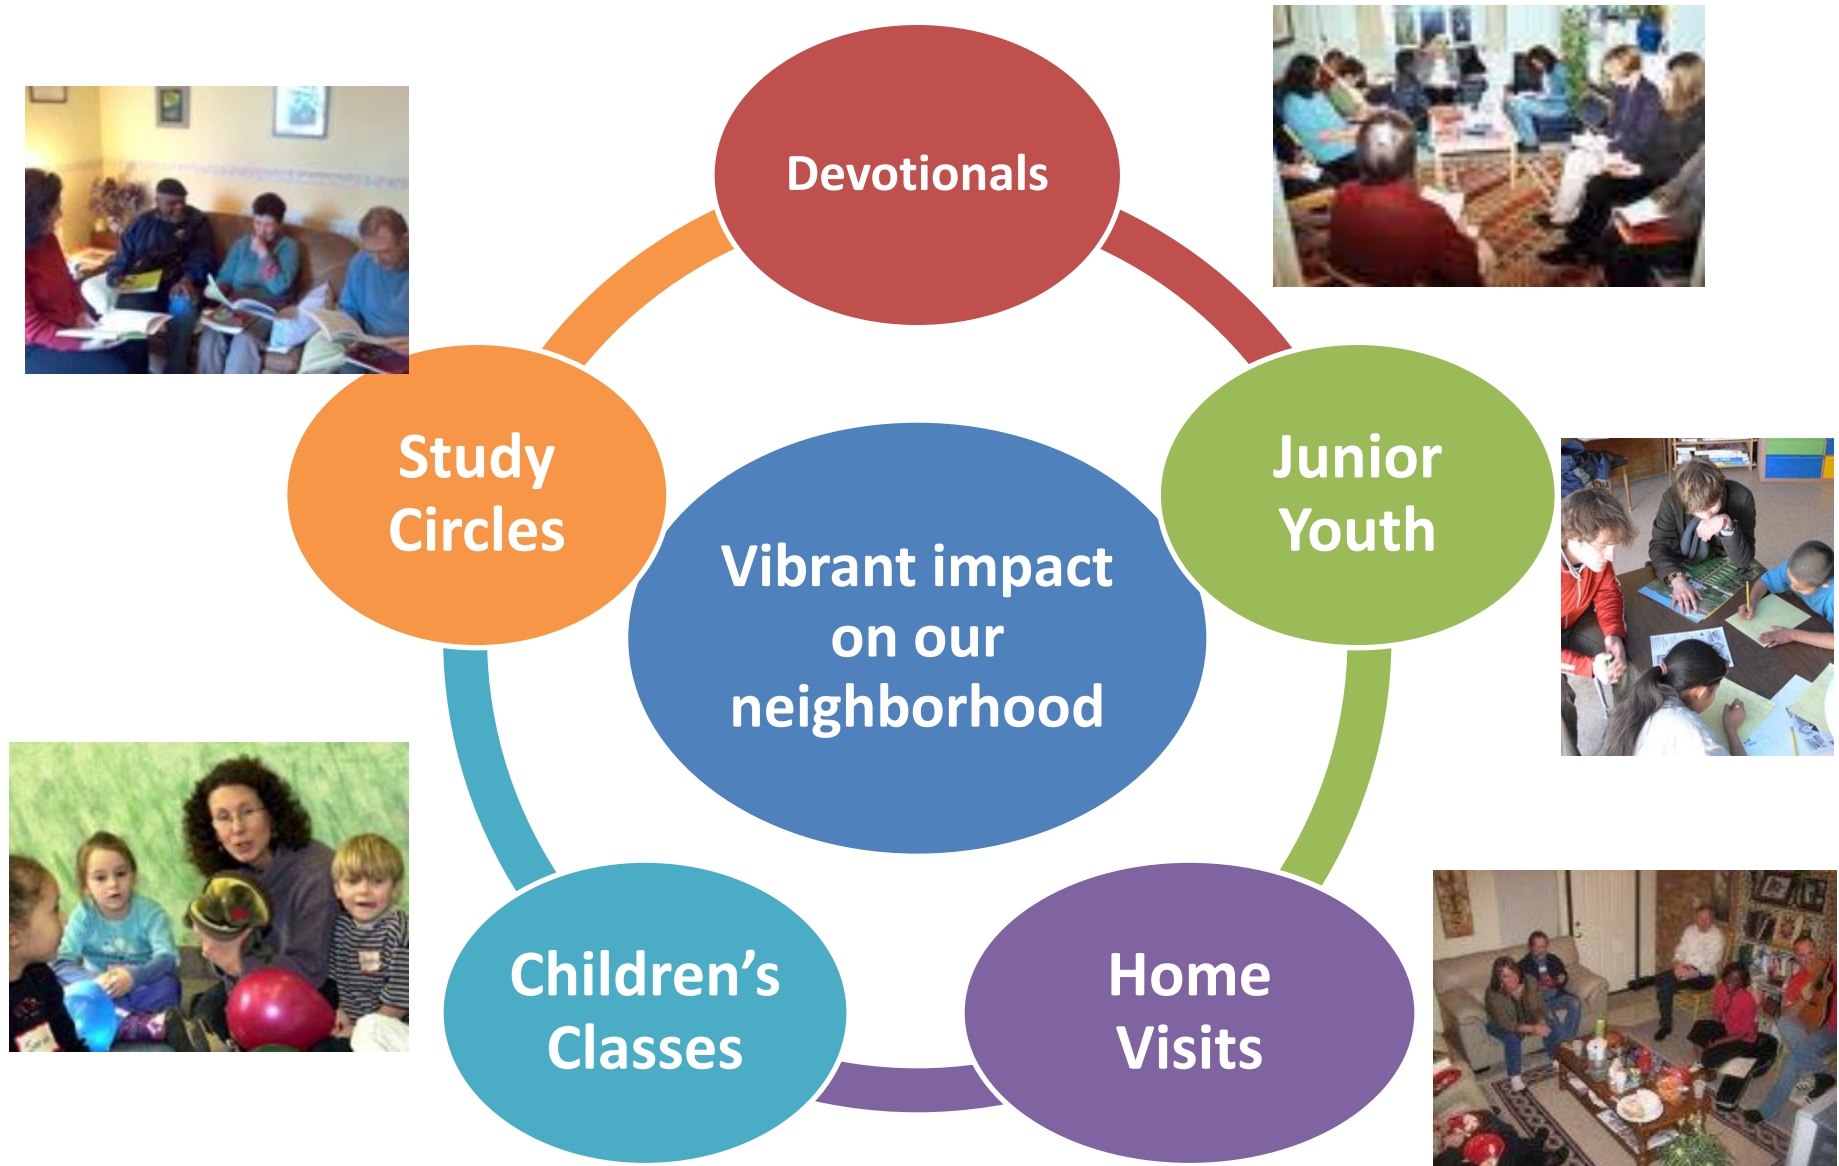 Devotionals
Study
Circles
Junior
Youth
Vibrant impact
on our
neighborhood
Children’s
Classes
Home
Visits